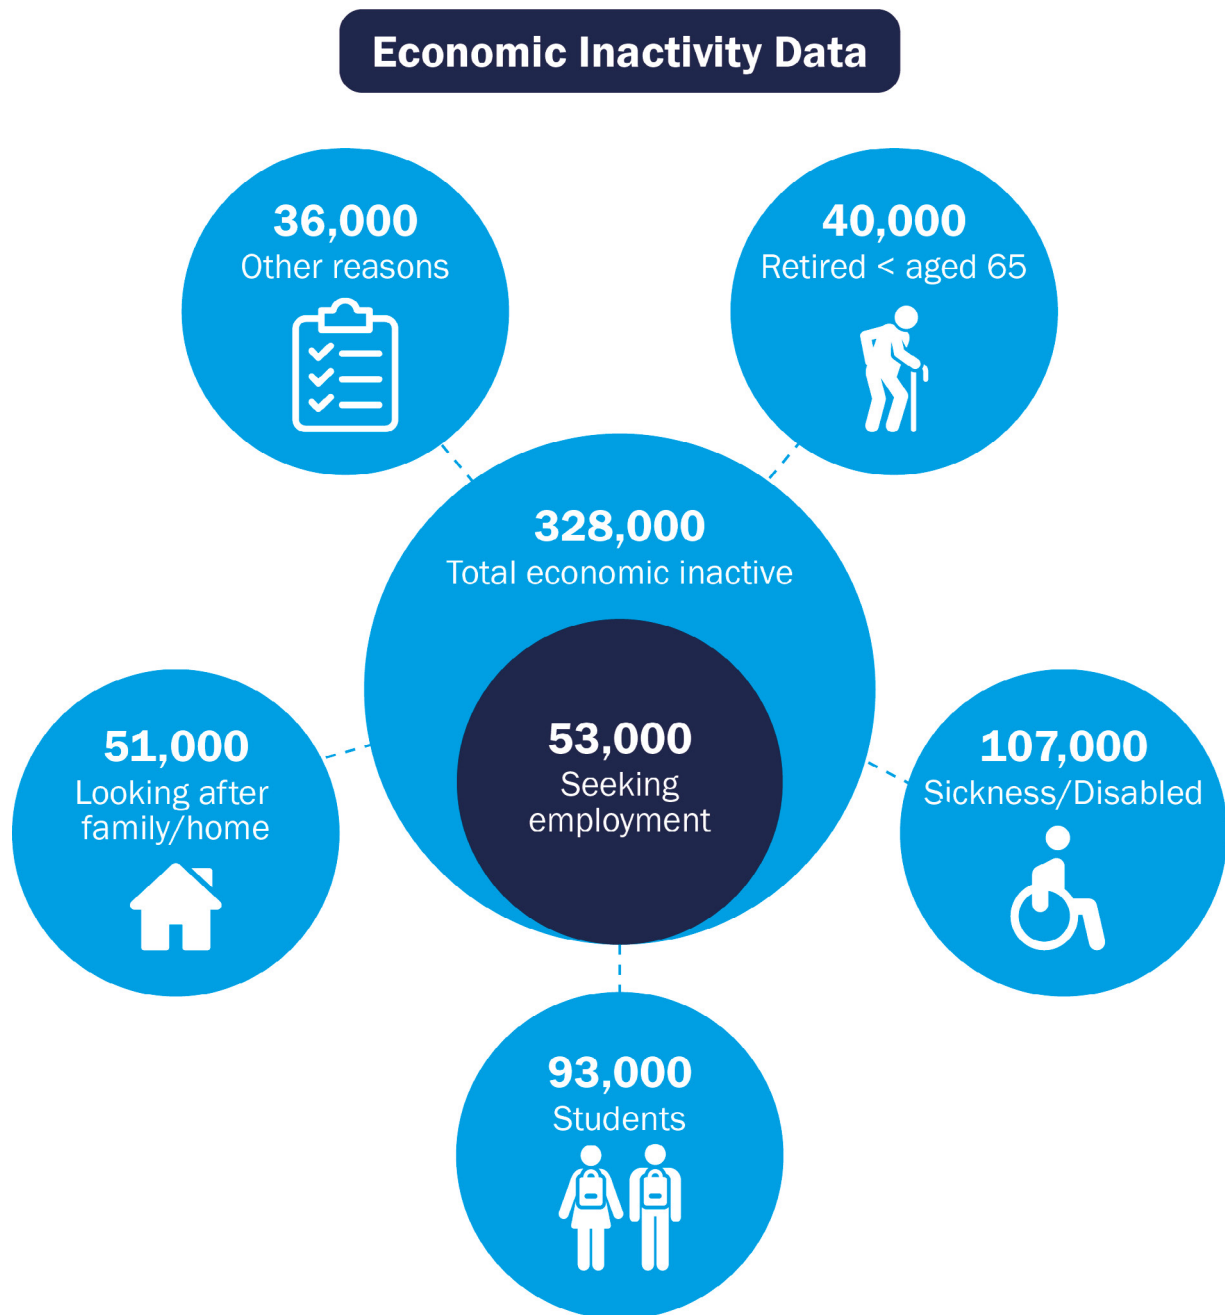 Economic Inactivity Data
36,000
Other reasons
40,000
Retired < aged 65
328,000
Total economic inactive
53,000
Seeking
employment
51,000
Looking after
family/home
107,000
Sickness/Disabled
93,000
Students